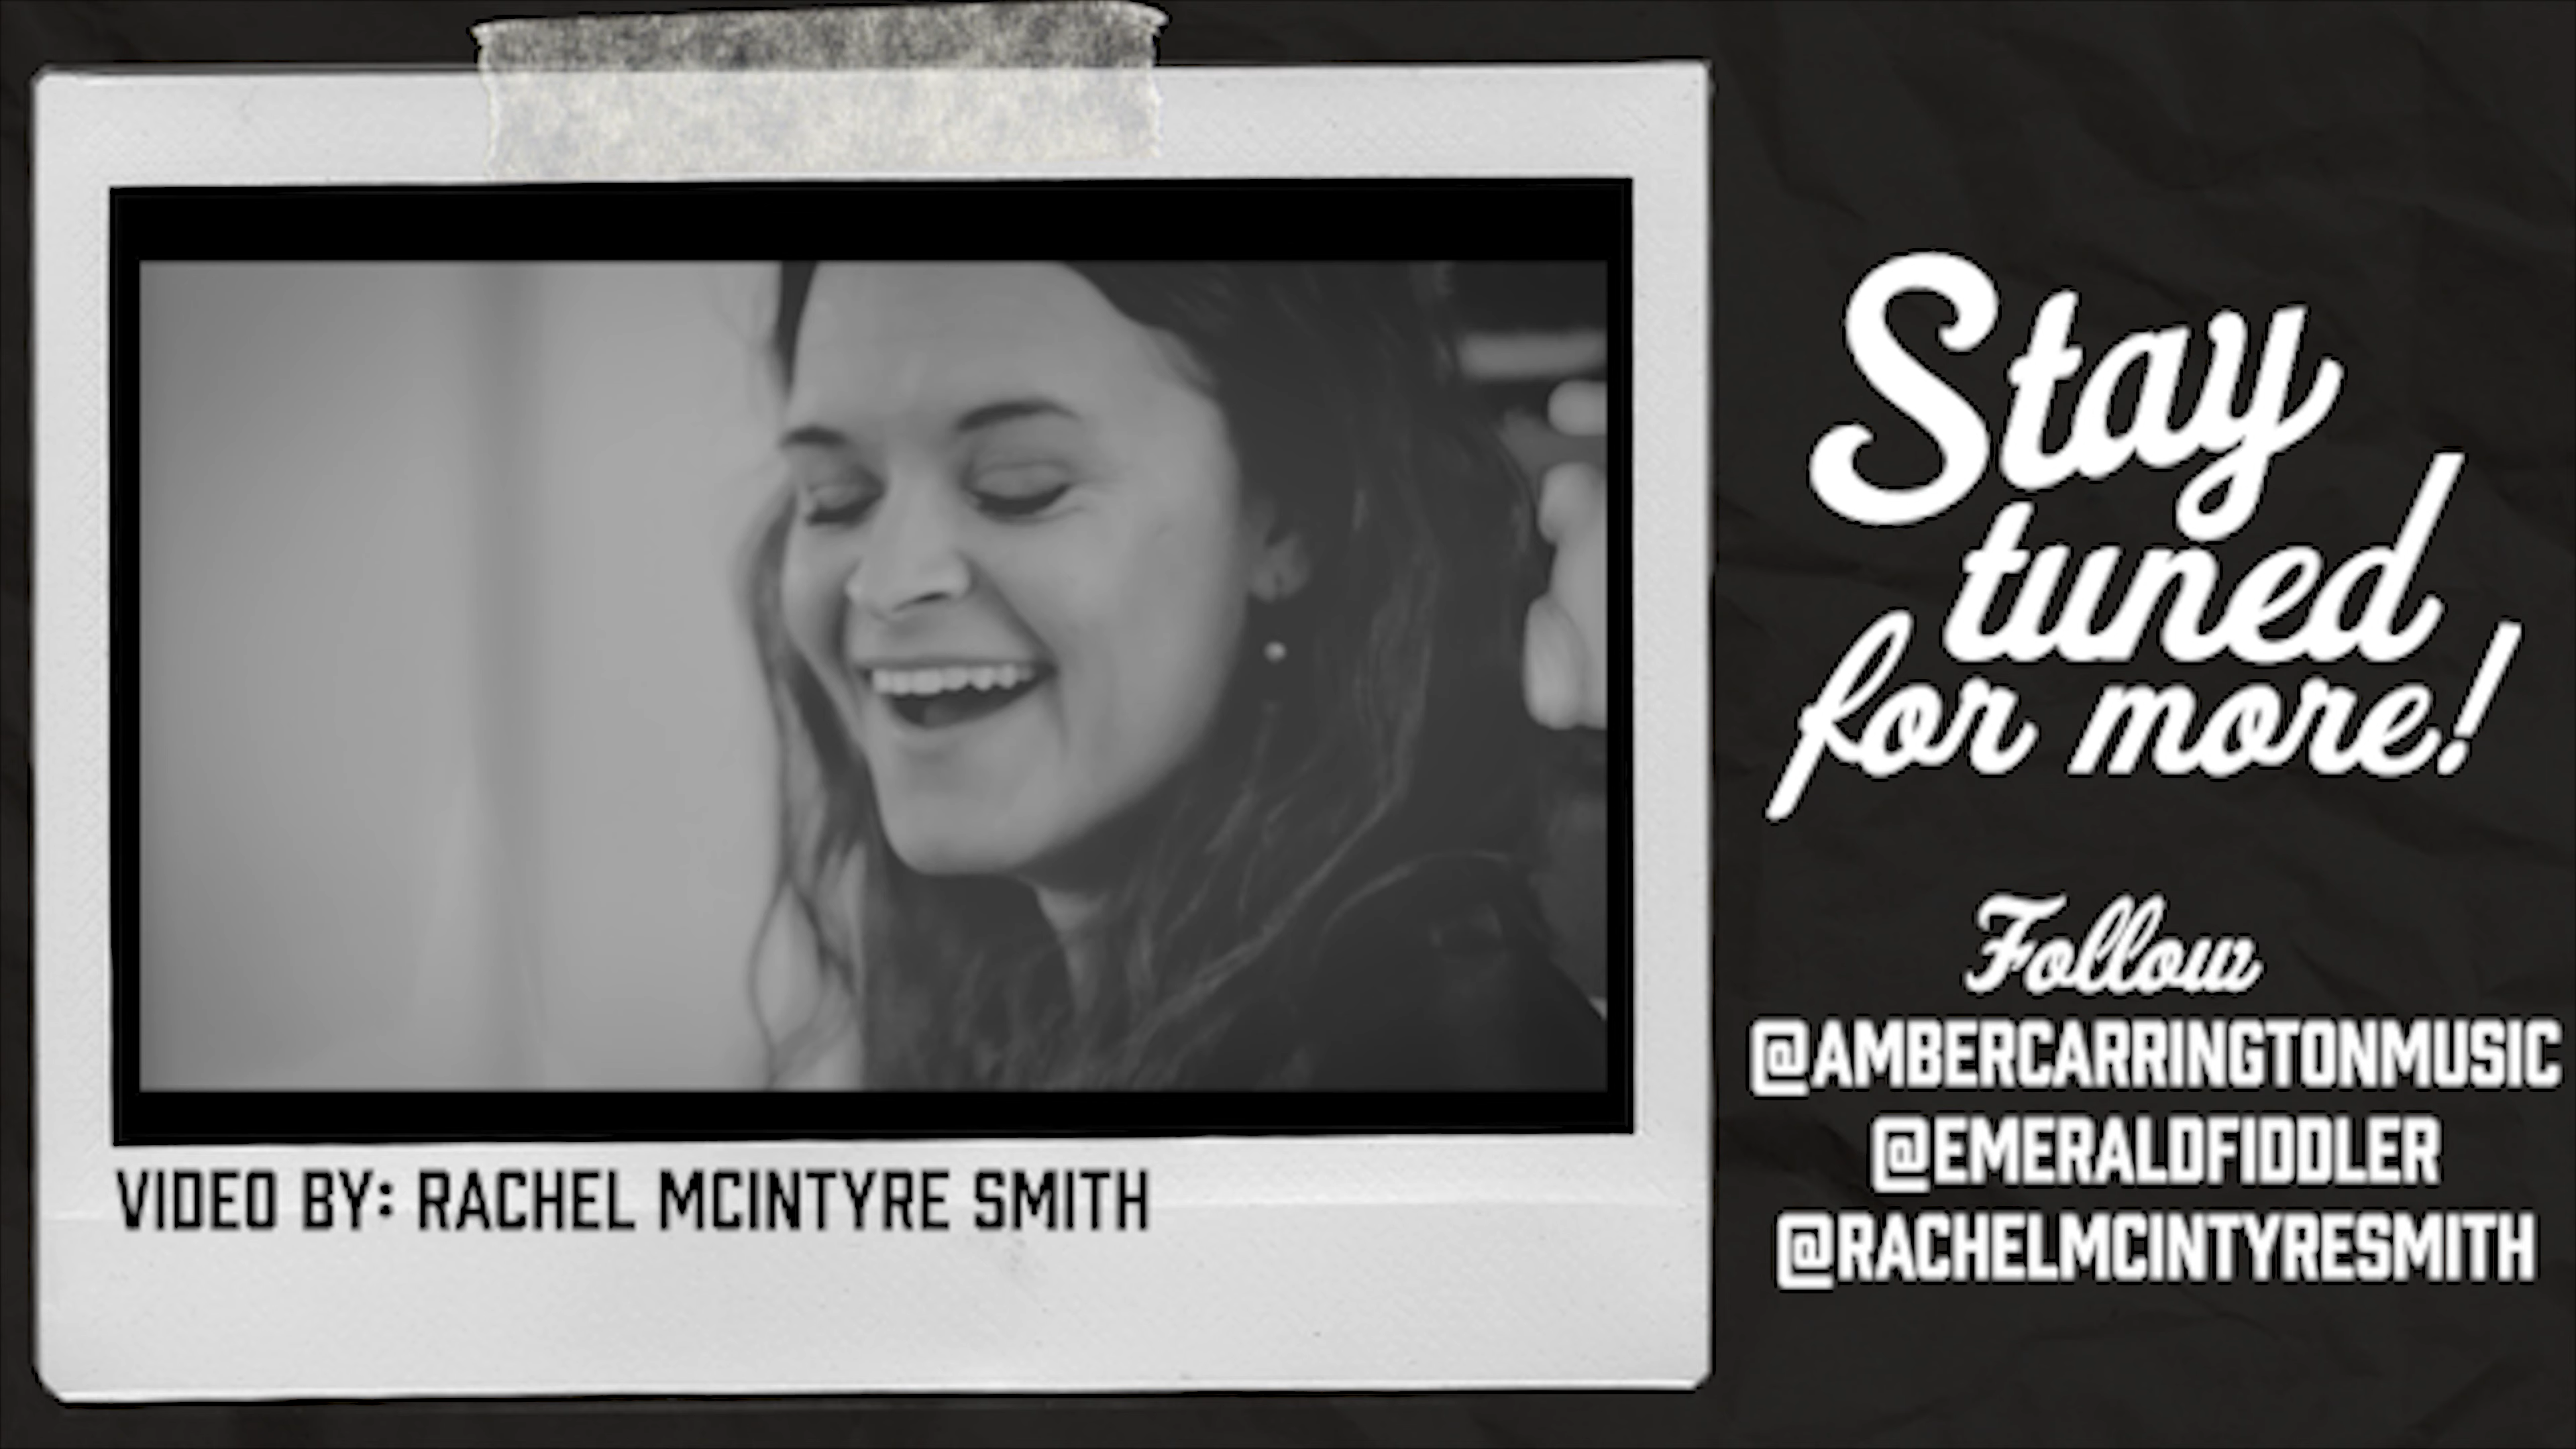 Stay
tuned
for more!
Follow
@AMBERCARRINGTONMUSIC
@EMERALDFIDDLER
@RACHELMCINTYRESMITH
VIDEO BY: RACHEL MCINTYRE SMITH